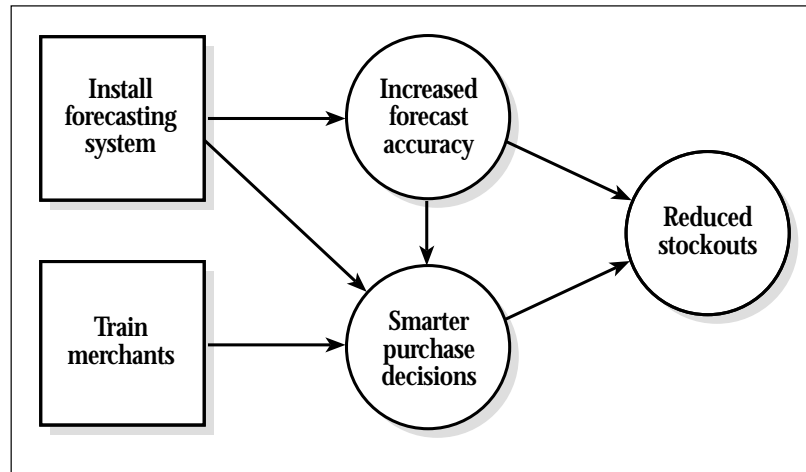 Install
forecasting
system
Increased
forecast
accuracy
Reduced
stockouts
Train
merchants
Smarter
purchase
decisions